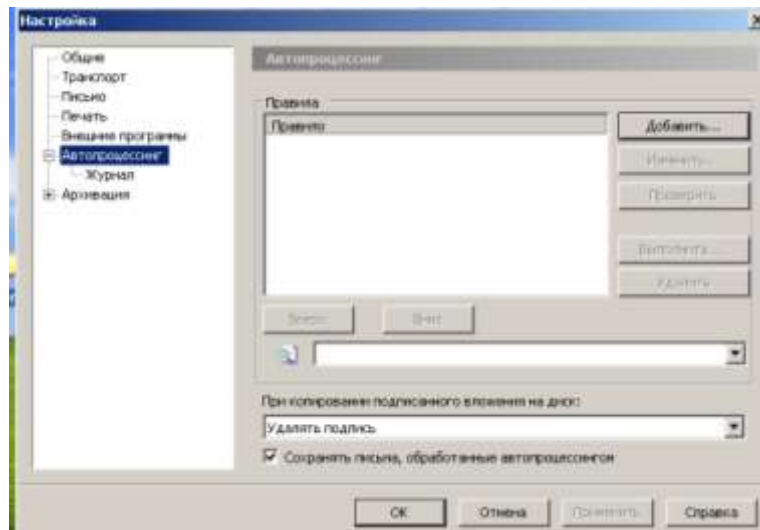 Настройка
Общие
Транспорт
Письмо
Печать
Внешние программы
Автопроцессинг
Журнал
Архивация
Автопроцессинг
Правила
Правило
Добавить...
Изменить...
Проверить
Выполнить...
Удалить
Вверх
Вниз
При копировании подписанного вложения на диск:
Удалять подпись
Сохранять письма, обработанные автопроцессингом
ОК
Отмена
Применить
Справка